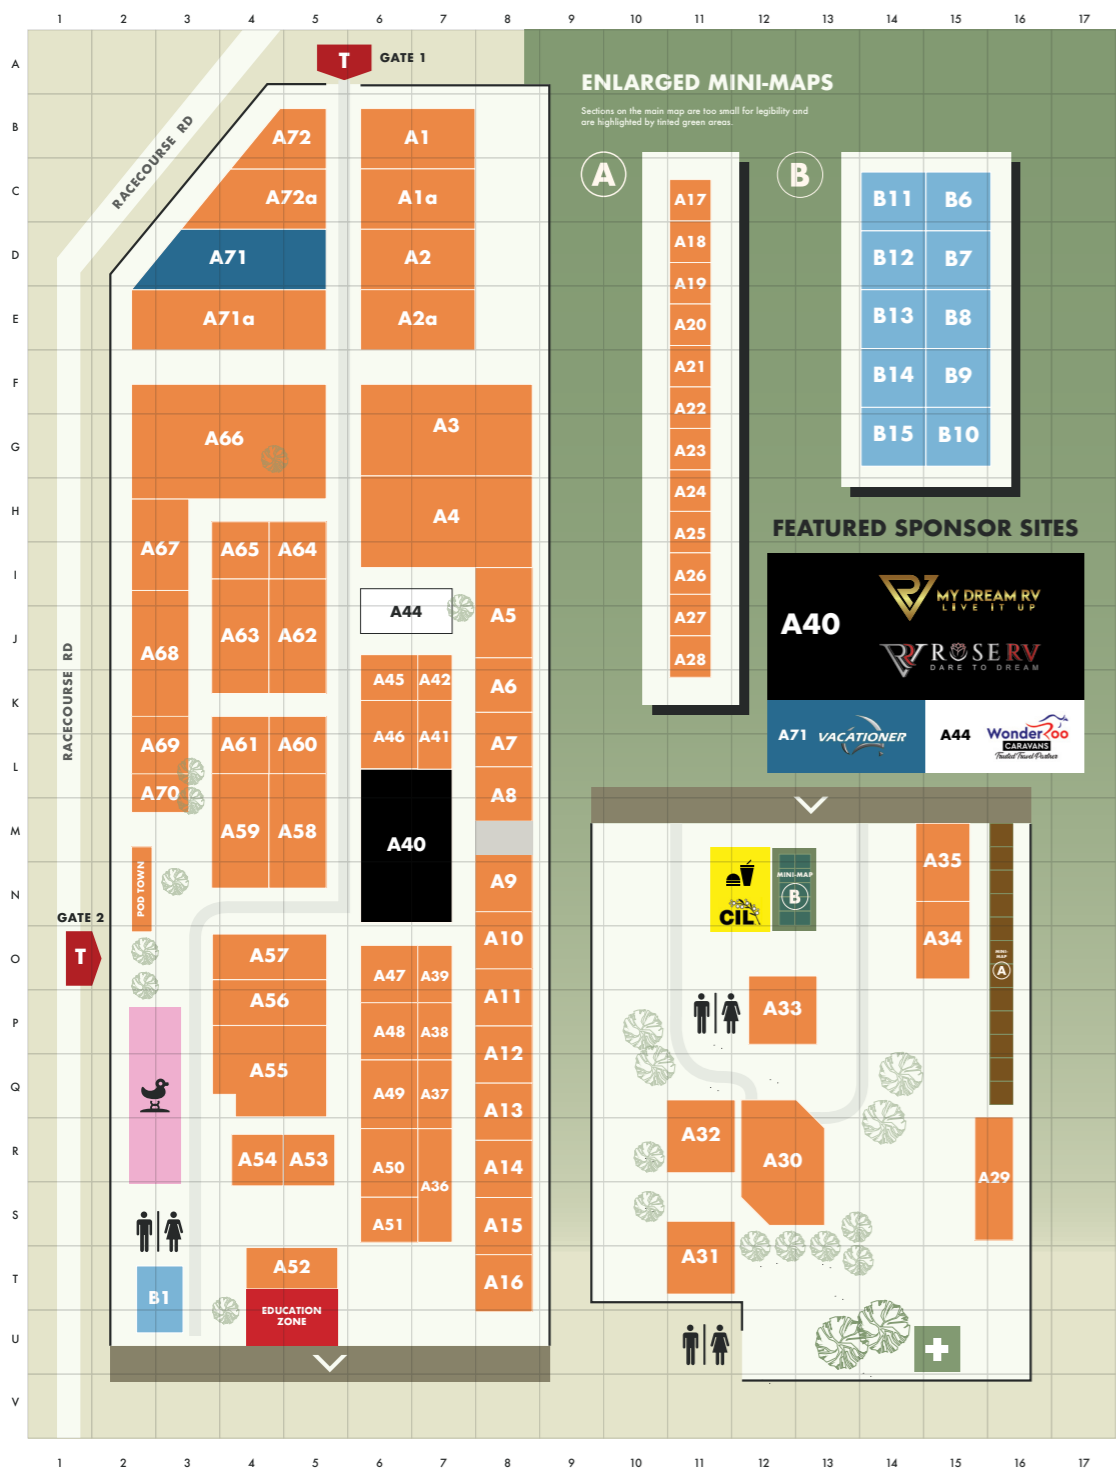 1 2 3 4 5 6 7 8 9 10 11 12 13 14 15 16 17
A
B
C
D
E
F
G
H
I
J
K
L
M
N
O
P
Q
R
S
T
U
V
T GATE 1
RACECOURSE RD
RACECOURSE RD
A72
A72a
A71
A71a
A1
A1a
A2
A2a
A66
A3
A4
A67
A65 A64
A63 A62
A68
A44
A5
A45 A42
A6
A46 A41
A7
A69
A61 A60
A70
A8
A59 A58
A40
POD TOWN
A9
GATE 2
T
A10
A57
A56
A55
A47 A39
A11
A48 A38
A12
A49 A37
A13
A54 A53
A50
A36
A14
A51
A15
A52
A16
B1
EDUCATION
ZONE
ENLARGED MINI-MAPS
Sections on the main map are too small for legibility and
are highlighted by tinted green areas.
A
A17
A18
A19
A20
A21
A22
A23
A24
A25
A26
A27
A28
B
B11 B6
B12 B7
B13 B8
B14 B9
B15 B10
FEATURED SPONSOR SITES
A40
MY DREAM RV
LIVE IT UP
ROSE RV
DARE TO DREAM
A71 VACATIONER
A44 WonderRoo
CARAVANS
Trusted Travel Partner
CIL
MINI-MAP
B
A35
A34
MINI-
MAP
A
A33
A32
A30
A29
A31
1 2 3 4 5 6 7 8 9 10 11 12 13 14 15 16 17